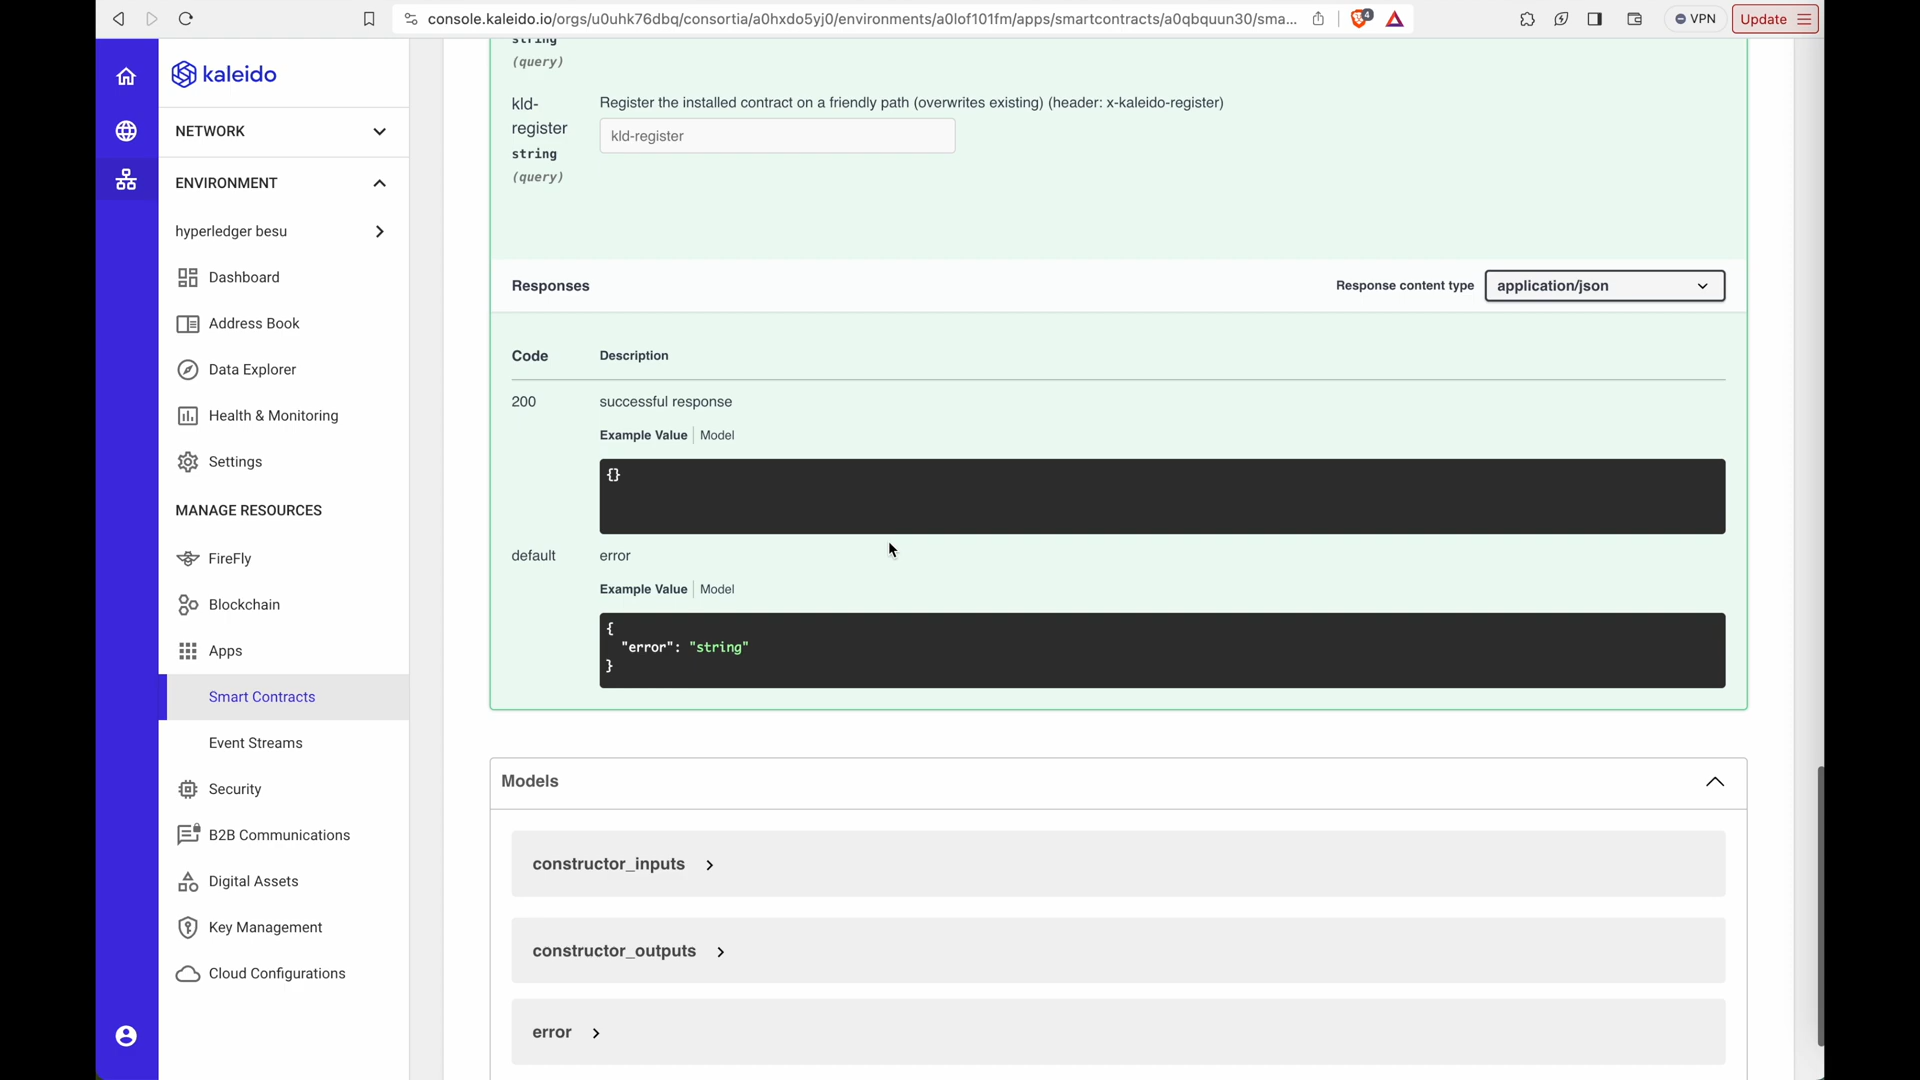 console.kaleido.io/orgs/u0uhk76dbq/consortia/a0hxdo5yj0/environments/a0lof101fm/apps/smartcontracts/a0qbquun30/sma...
4
VPN
Update
kaleido
NETWORK
ENVIRONMENT
hyperledger besu
Dashboard
Address Book
Data Explorer
Health & Monitoring
Settings
MANAGE RESOURCES
FireFly
Blockchain
Apps
Smart Contracts
Event Streams
Security
B2B Communications
Digital Assets
Key Management
Cloud Configurations
string
(query)
kld-
register
string
(query)
Register the installed contract on a friendly path (overwrites existing) (header: x-kaleido-register)
kld-register
Responses
Response content type
application/json
Code
Description
200
successful response
Example Value
Model
{}
default
error
Example Value
Model
{
"error": "string"
}
Models
constructor_inputs
constructor_outputs
error